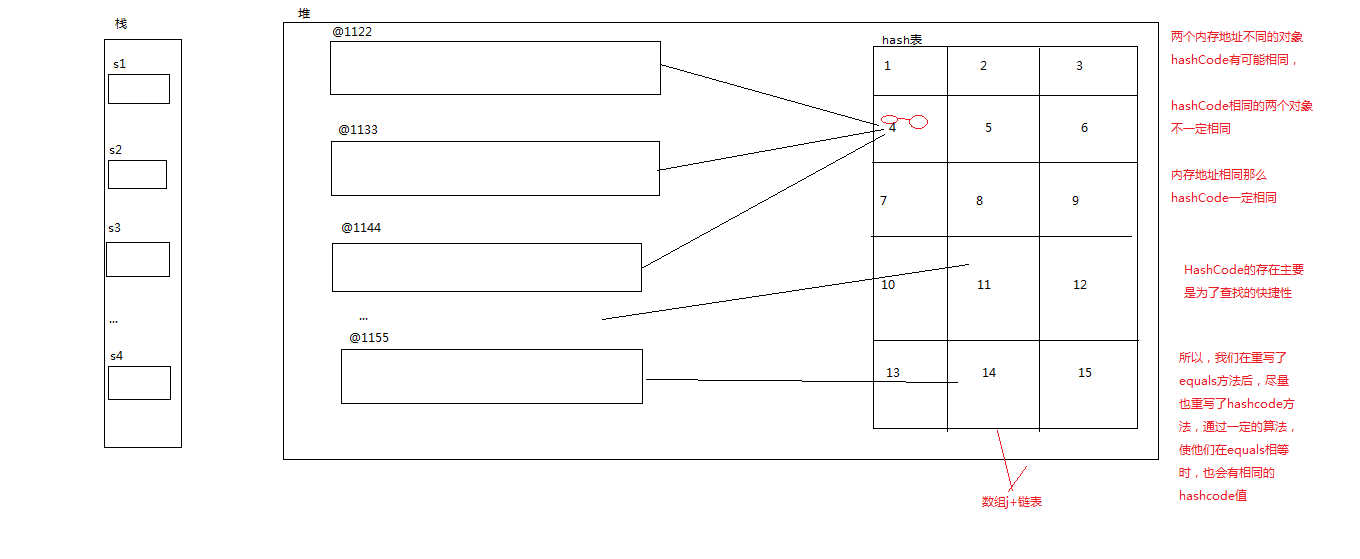 栈
s1
s2
s3
...
s4
堆
@1122
@1133
@1144
...
@1155
hash表
1 2 3
4 5 6
7 8 9
10 11 12
13 14 15
数组j+链表
两个内存地址不同的对象
hashCode有可能相同，
hashCode相同的两个对象
不一定相同
内存地址相同那么
hashCode一定相同
HashCode的存在主要
是为了查找的快捷性
所以，我们在重写了
equals方法后，尽量
也重写了hashcode方
法，通过一定的算法，
使他们在equals相等
时，也会有相同的
hashcode值